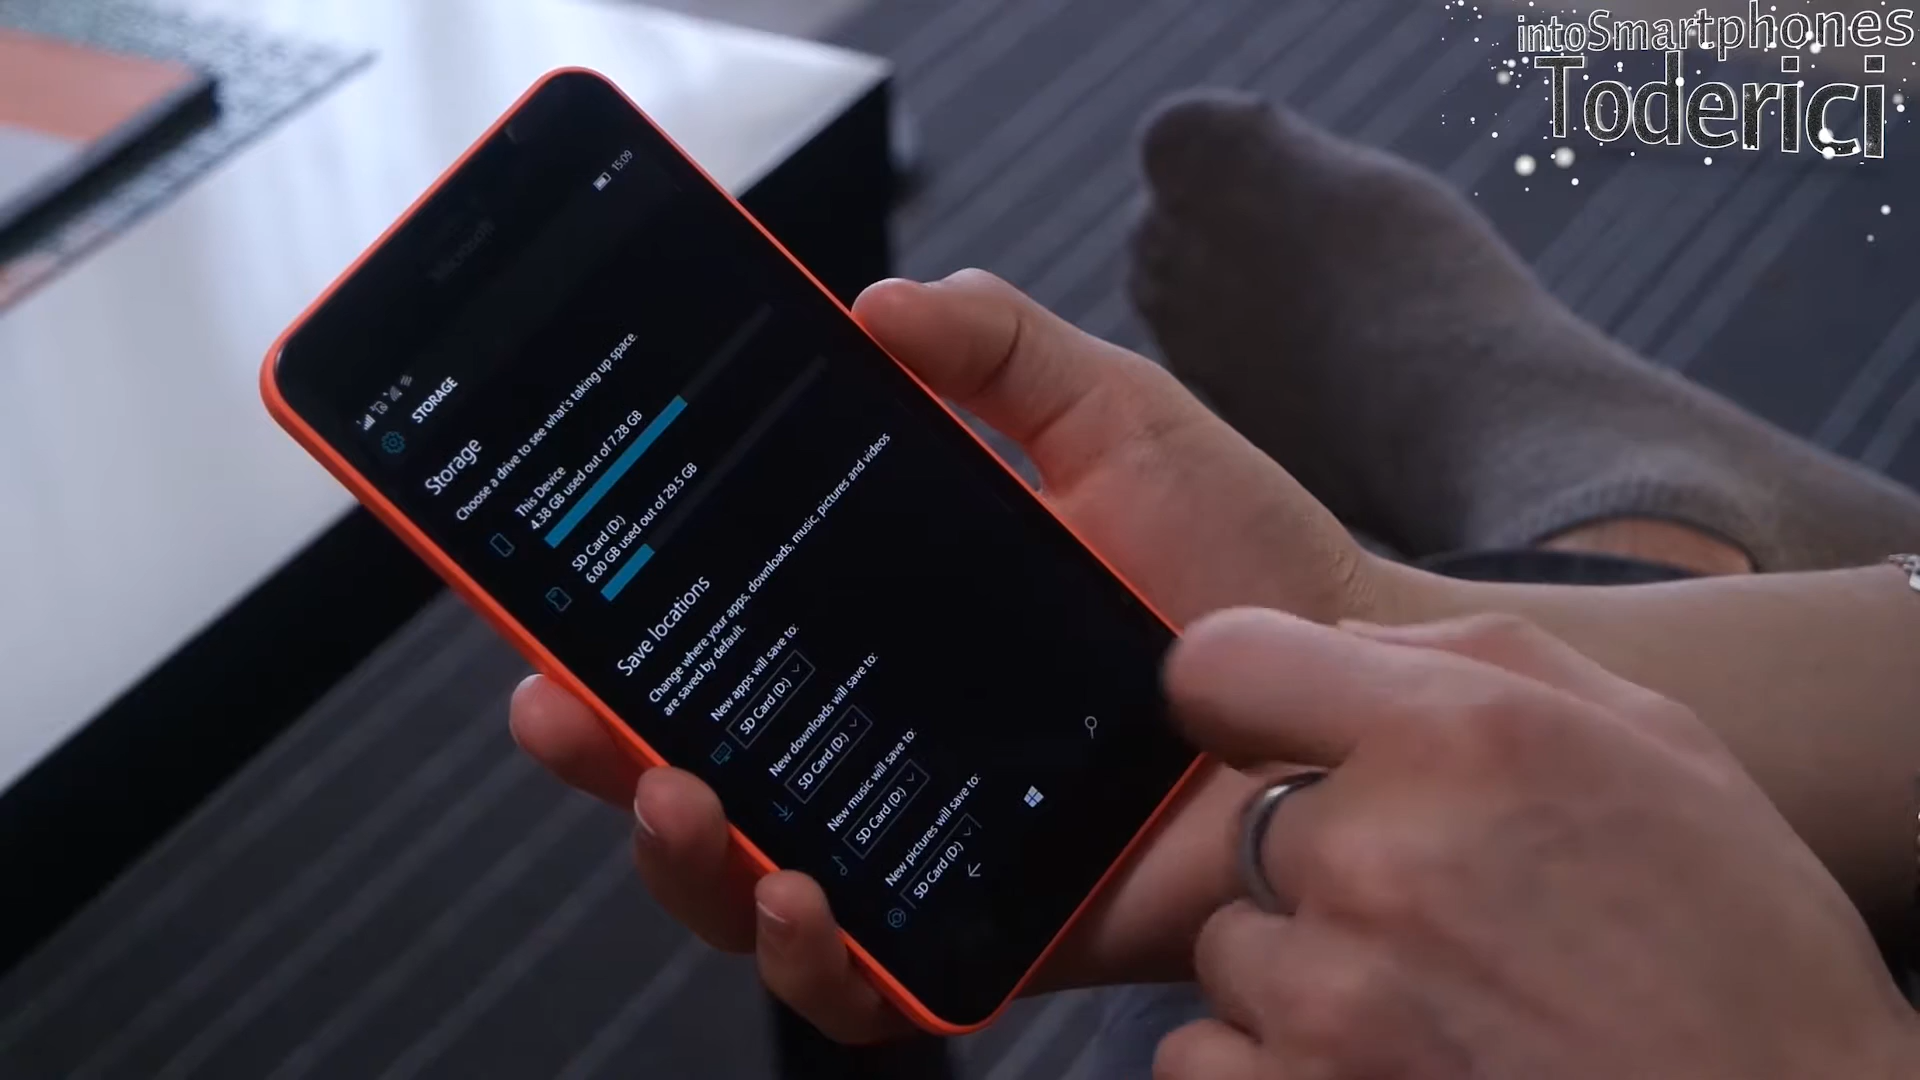 intoSmartphones
Toderici
15:09
Microsoft
STORAGE
Storage
Choose a drive to see what's taking up space.
This Device
4.38 GB used out of 7.28 GB
SD Card (D:)
6.00 GB used out of 29.5 GB
Save locations
Change where your apps, downloads, music, pictures and videos
are saved by default.
New apps will save to:
SD Card (D:)
New downloads will save to:
SD Card (D:)
New music will save to:
SD Card (D:)
New pictures will save to:
SD Card (D:)